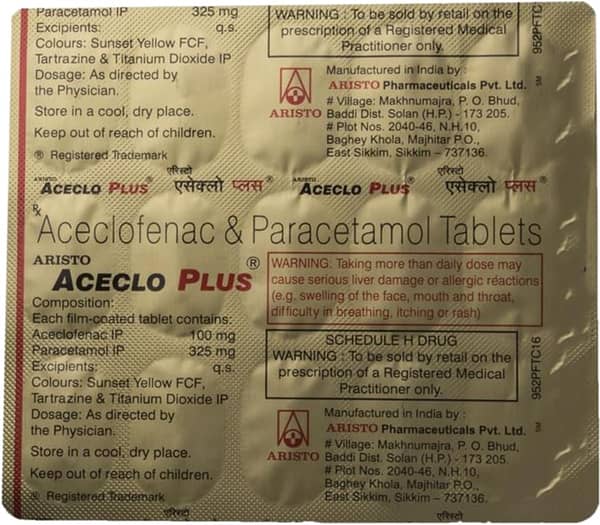 Paracetamol IP 325 mg
Excipients: q.s.
Colours: Sunset Yellow FCF,
Tartrazine & Titanium Dioxide IP
Dosage: As directed by
the Physician.
Store in a cool, dry place.
Keep out of reach of children.
® Registered Trademark
WARNING : To be sold by retail on the
prescription of a Registered Medical
Practitioner only.
952PFTC
ARISTO
Manufactured in India by :
ARISTO Pharmaceuticals Pvt. Ltd. SM
# Village: Makhnumajra, P. O. Bhud,
Baddi Dist. Solan (H.P.) - 173 205.
# Plot Nos. 2040-46, N.H.10,
Baghey Khola, Majhitar P.O.,
East Sikkim, Sikkim – 737136.
ARISTO
ACECLO PLUS®
एरिस्टो
एसेक्लो प्लस®
ARISTO
ACECLO PLUS®
एरिस्टो
एसेक्लो प्लस®
Rx
Aceclofenac & Paracetamol Tablets
ARISTO
ACECLO PLUS®
Composition:
Each film-coated tablet contains:
Aceclofenac IP 100 mg
Paracetamol IP 325 mg
Excipients: q.s.
Colours: Sunset Yellow FCF,
Tartrazine & Titanium Dioxide IP
Dosage: As directed by
the Physician.
Store in a cool, dry place.
Keep out of reach of children.
® Registered Trademark
WARNING: Taking more than daily dose may
cause serious liver damage or allergic reactions
(e.g. swelling of the face, mouth and throat,
difficulty in breathing, itching or rash)
SCHEDULE H DRUG
WARNING : To be sold by retail on the
prescription of a Registered Medical
Practitioner only.
952PFTC16
ARISTO
Manufactured in India by :
ARISTO Pharmaceuticals Pvt. Ltd. SM
# Village: Makhnumajra, P. O. Bhud,
Baddi Dist. Solan (H.P.) - 173 205.
# Plot Nos. 2040-46, N.H.10,
Baghey Khola, Majhitar P.O.,
East Sikkim, Sikkim – 737136.
एरिस्टो
एरिस्टो